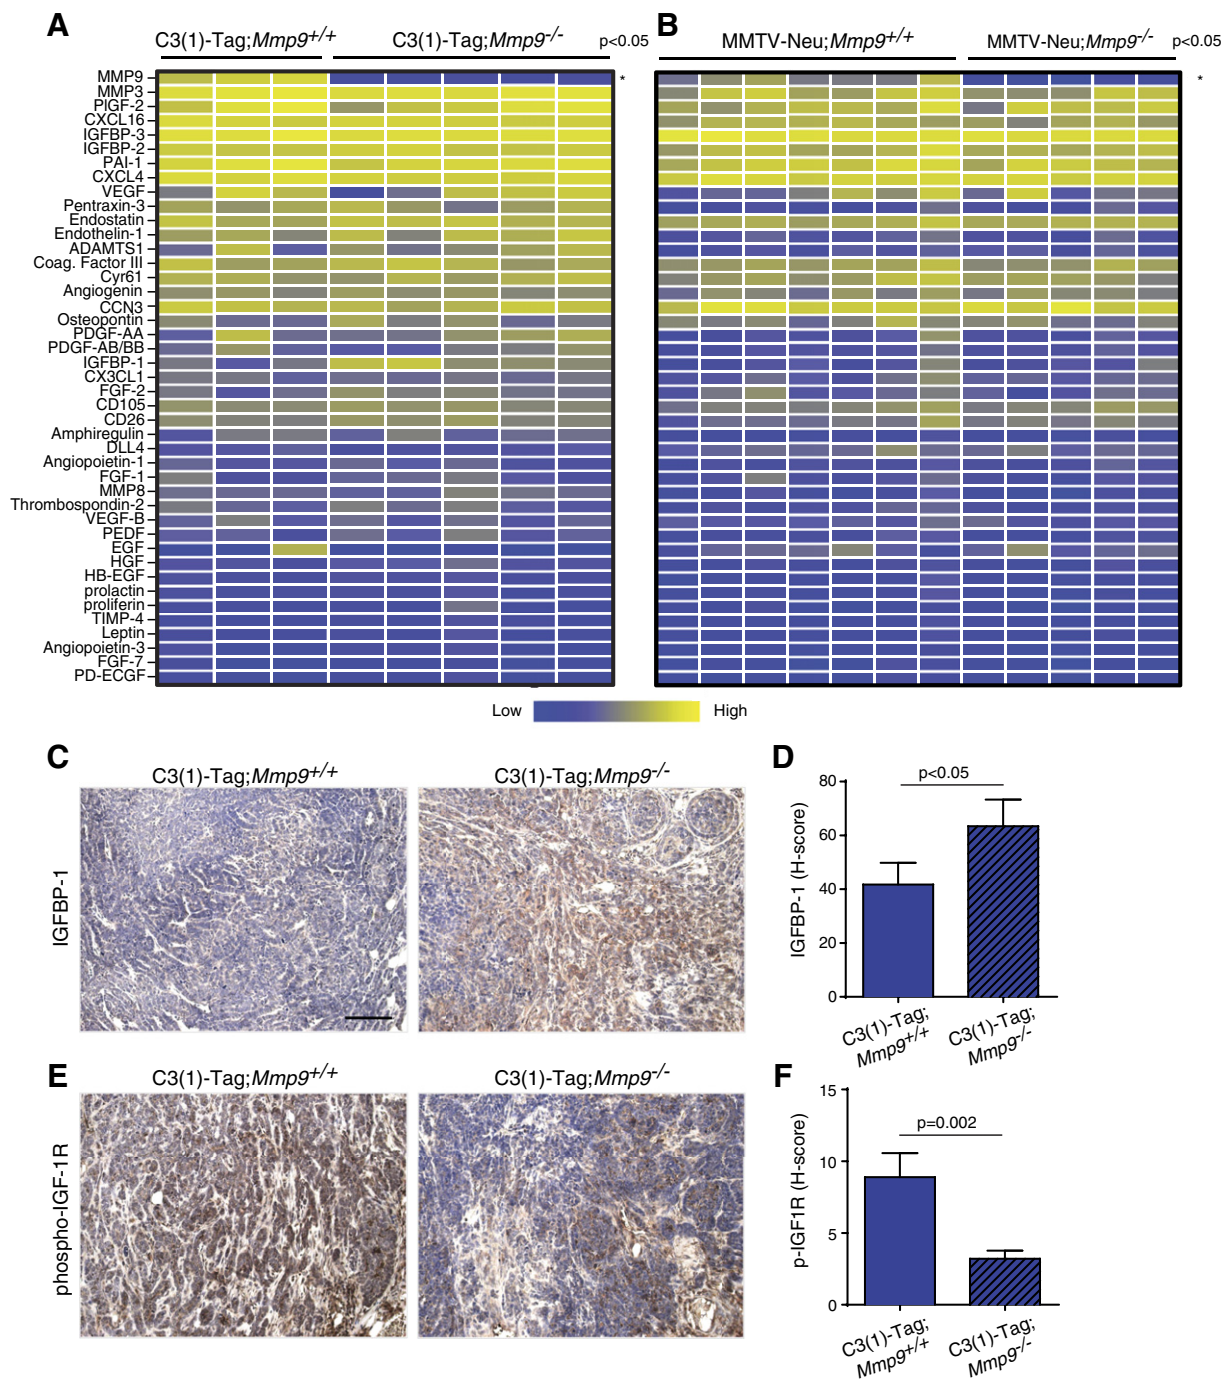 A
C3(1)-Tag;Mmp9+/+
C3(1)-Tag;Mmp9-/-
p<0.05
B
MMTV-Neu;Mmp9+/+
MMTV-Neu;Mmp9-/-
p<0.05
MMP9
*
*
MMP3
PlGF-2
CXCL16
IGFBP-3
IGFBP-2
PAI-1
CXCL4
VEGF
Pentraxin-3
Endostatin
Endothelin-1
ADAMTS1
Coag. Factor III
Cyr61
Angiogenin
CCN3
Osteopontin
PDGF-AA
PDGF-AB/BB
IGFBP-1
CX3CL1
FGF-2
CD105
CD26
Amphiregulin
DLL4
Angiopoietin-1
FGF-1
MMP8
Thrombospondin-2
VEGF-B
PEDF
EGF
HGF
HB-EGF
prolactin
proliferin
TIMP-4
Leptin
Angiopoietin-3
FGF-7
PD-ECGF
Low
High
C
C3(1)-Tag;Mmp9+/+
C3(1)-Tag;Mmp9-/-
IGFBP-1
D
IGFBP-1 (H-score)
80
60
40
20
0
p<0.05
C3(1)-Tag;
Mmp9+/+
C3(1)-Tag;
Mmp9-/-
E
C3(1)-Tag;Mmp9+/+
C3(1)-Tag;Mmp9-/-
phospho-IGF-1R
F
p-IGF1R (H-score)
15
10
5
0
p=0.002
C3(1)-Tag;
Mmp9+/+
C3(1)-Tag;
Mmp9-/-